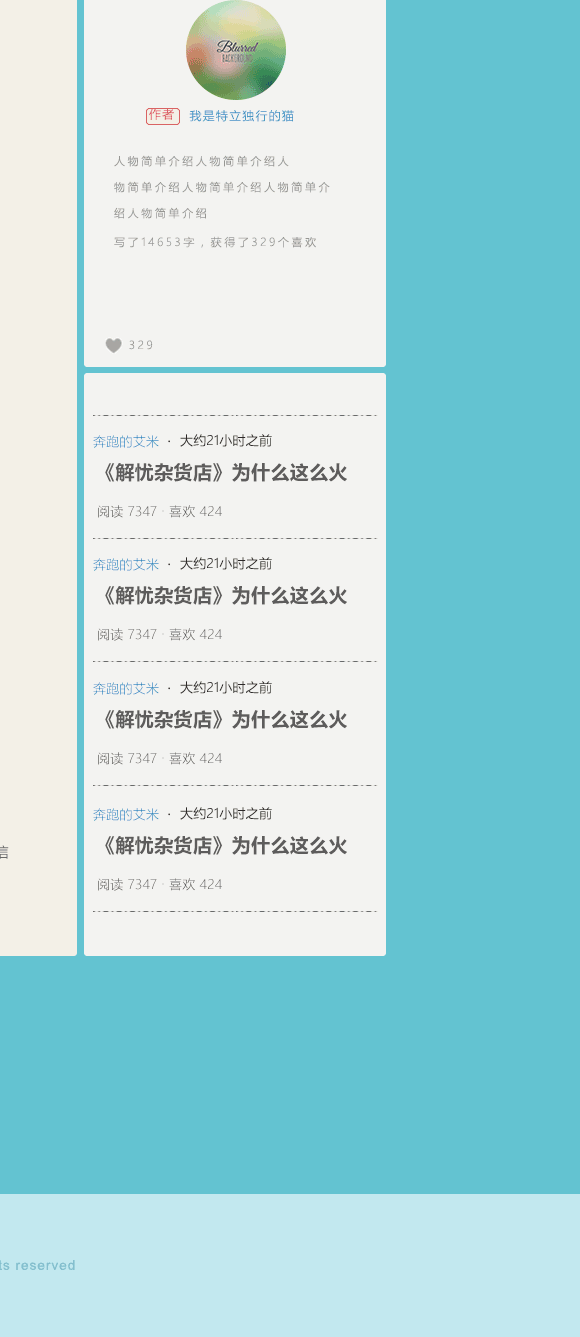 Blurred
BACKGROUND
作者 我是特立独行的猫
人物简单介绍人物简单介绍人
物简单介绍人物简单介绍人物简单介
绍人物简单介绍
写了14653字，获得了329个喜欢
329
奔跑的艾米 · 大约21小时之前
《解忧杂货店》为什么这么火
阅读 7347 · 喜欢 424
奔跑的艾米 · 大约21小时之前
《解忧杂货店》为什么这么火
阅读 7347 · 喜欢 424
奔跑的艾米 · 大约21小时之前
《解忧杂货店》为什么这么火
阅读 7347 · 喜欢 424
奔跑的艾米 · 大约21小时之前
《解忧杂货店》为什么这么火
信
阅读 7347 · 喜欢 424
ts reserved